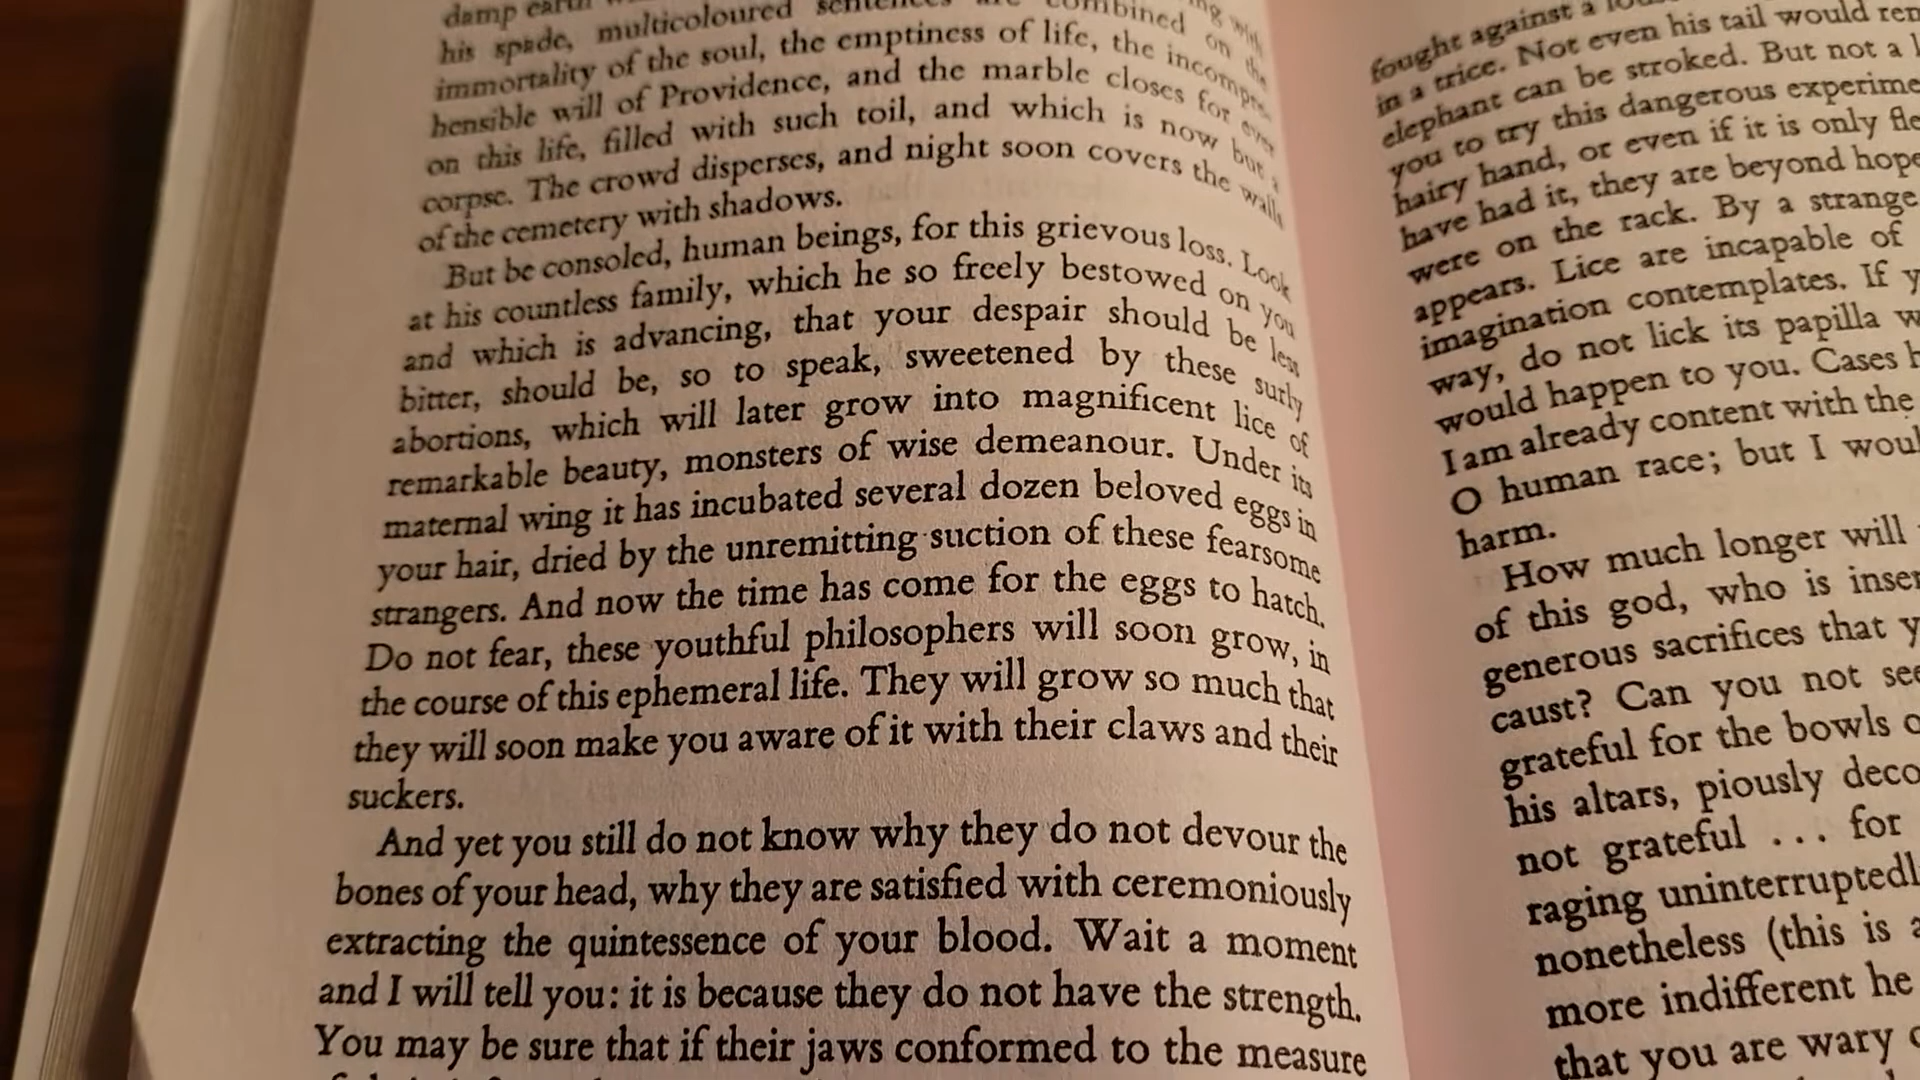 damp earth
his spade, multicoloured sentences are combined on the
immortality of the soul, the emptiness of life, the incompre-
hensible will of Providence, and the marble closes for ever
on this life, filled with such toil, and which is now but a
corpse. The crowd disperses, and night soon covers the walls
of the cemetery with shadows.
But be consoled, human beings, for this grievous loss. Look
at his countless family, which he so freely bestowed on you
and which is advancing, that your despair should be less
bitter, should be, so to speak, sweetened by these surly
abortions, which will later grow into magnificent lice of
remarkable beauty, monsters of wise demeanour. Under its
maternal wing it has incubated several dozen beloved eggs in
your hair, dried by the unremitting suction of these fearsome
strangers. And now the time has come for the eggs to hatch.
Do not fear, these youthful philosophers will soon grow, in
the course of this ephemeral life. They will grow so much that
they will soon make you aware of it with their claws and their
suckers.
And yet you still do not know why they do not devour the
bones of your head, why they are satisfied with ceremoniously
extracting the quintessence of your blood. Wait a moment
and I will tell you: it is because they do not have the strength.
You may be sure that if their jaws conformed to the measure
fought against a
in a trice. Not even his tail would ren
elephant can be stroked. But not a l
you to try this dangerous experime
hairy hand, or even if it is only fle
have had it, they are beyond hope
were on the rack. By a strange
appears. Lice are incapable of
imagination contemplates. If y
way, do not lick its papilla w
would happen to you. Cases h
I am already content with the
O human race; but I woul
harm.
How much longer will
of this god, who is inser
generous sacrifices that y
caust? Can you not see
grateful for the bowls o
his altars, piously deco
not grateful ... for
raging uninterruptedl
nonetheless (this is a
more indifferent he
that you are wary